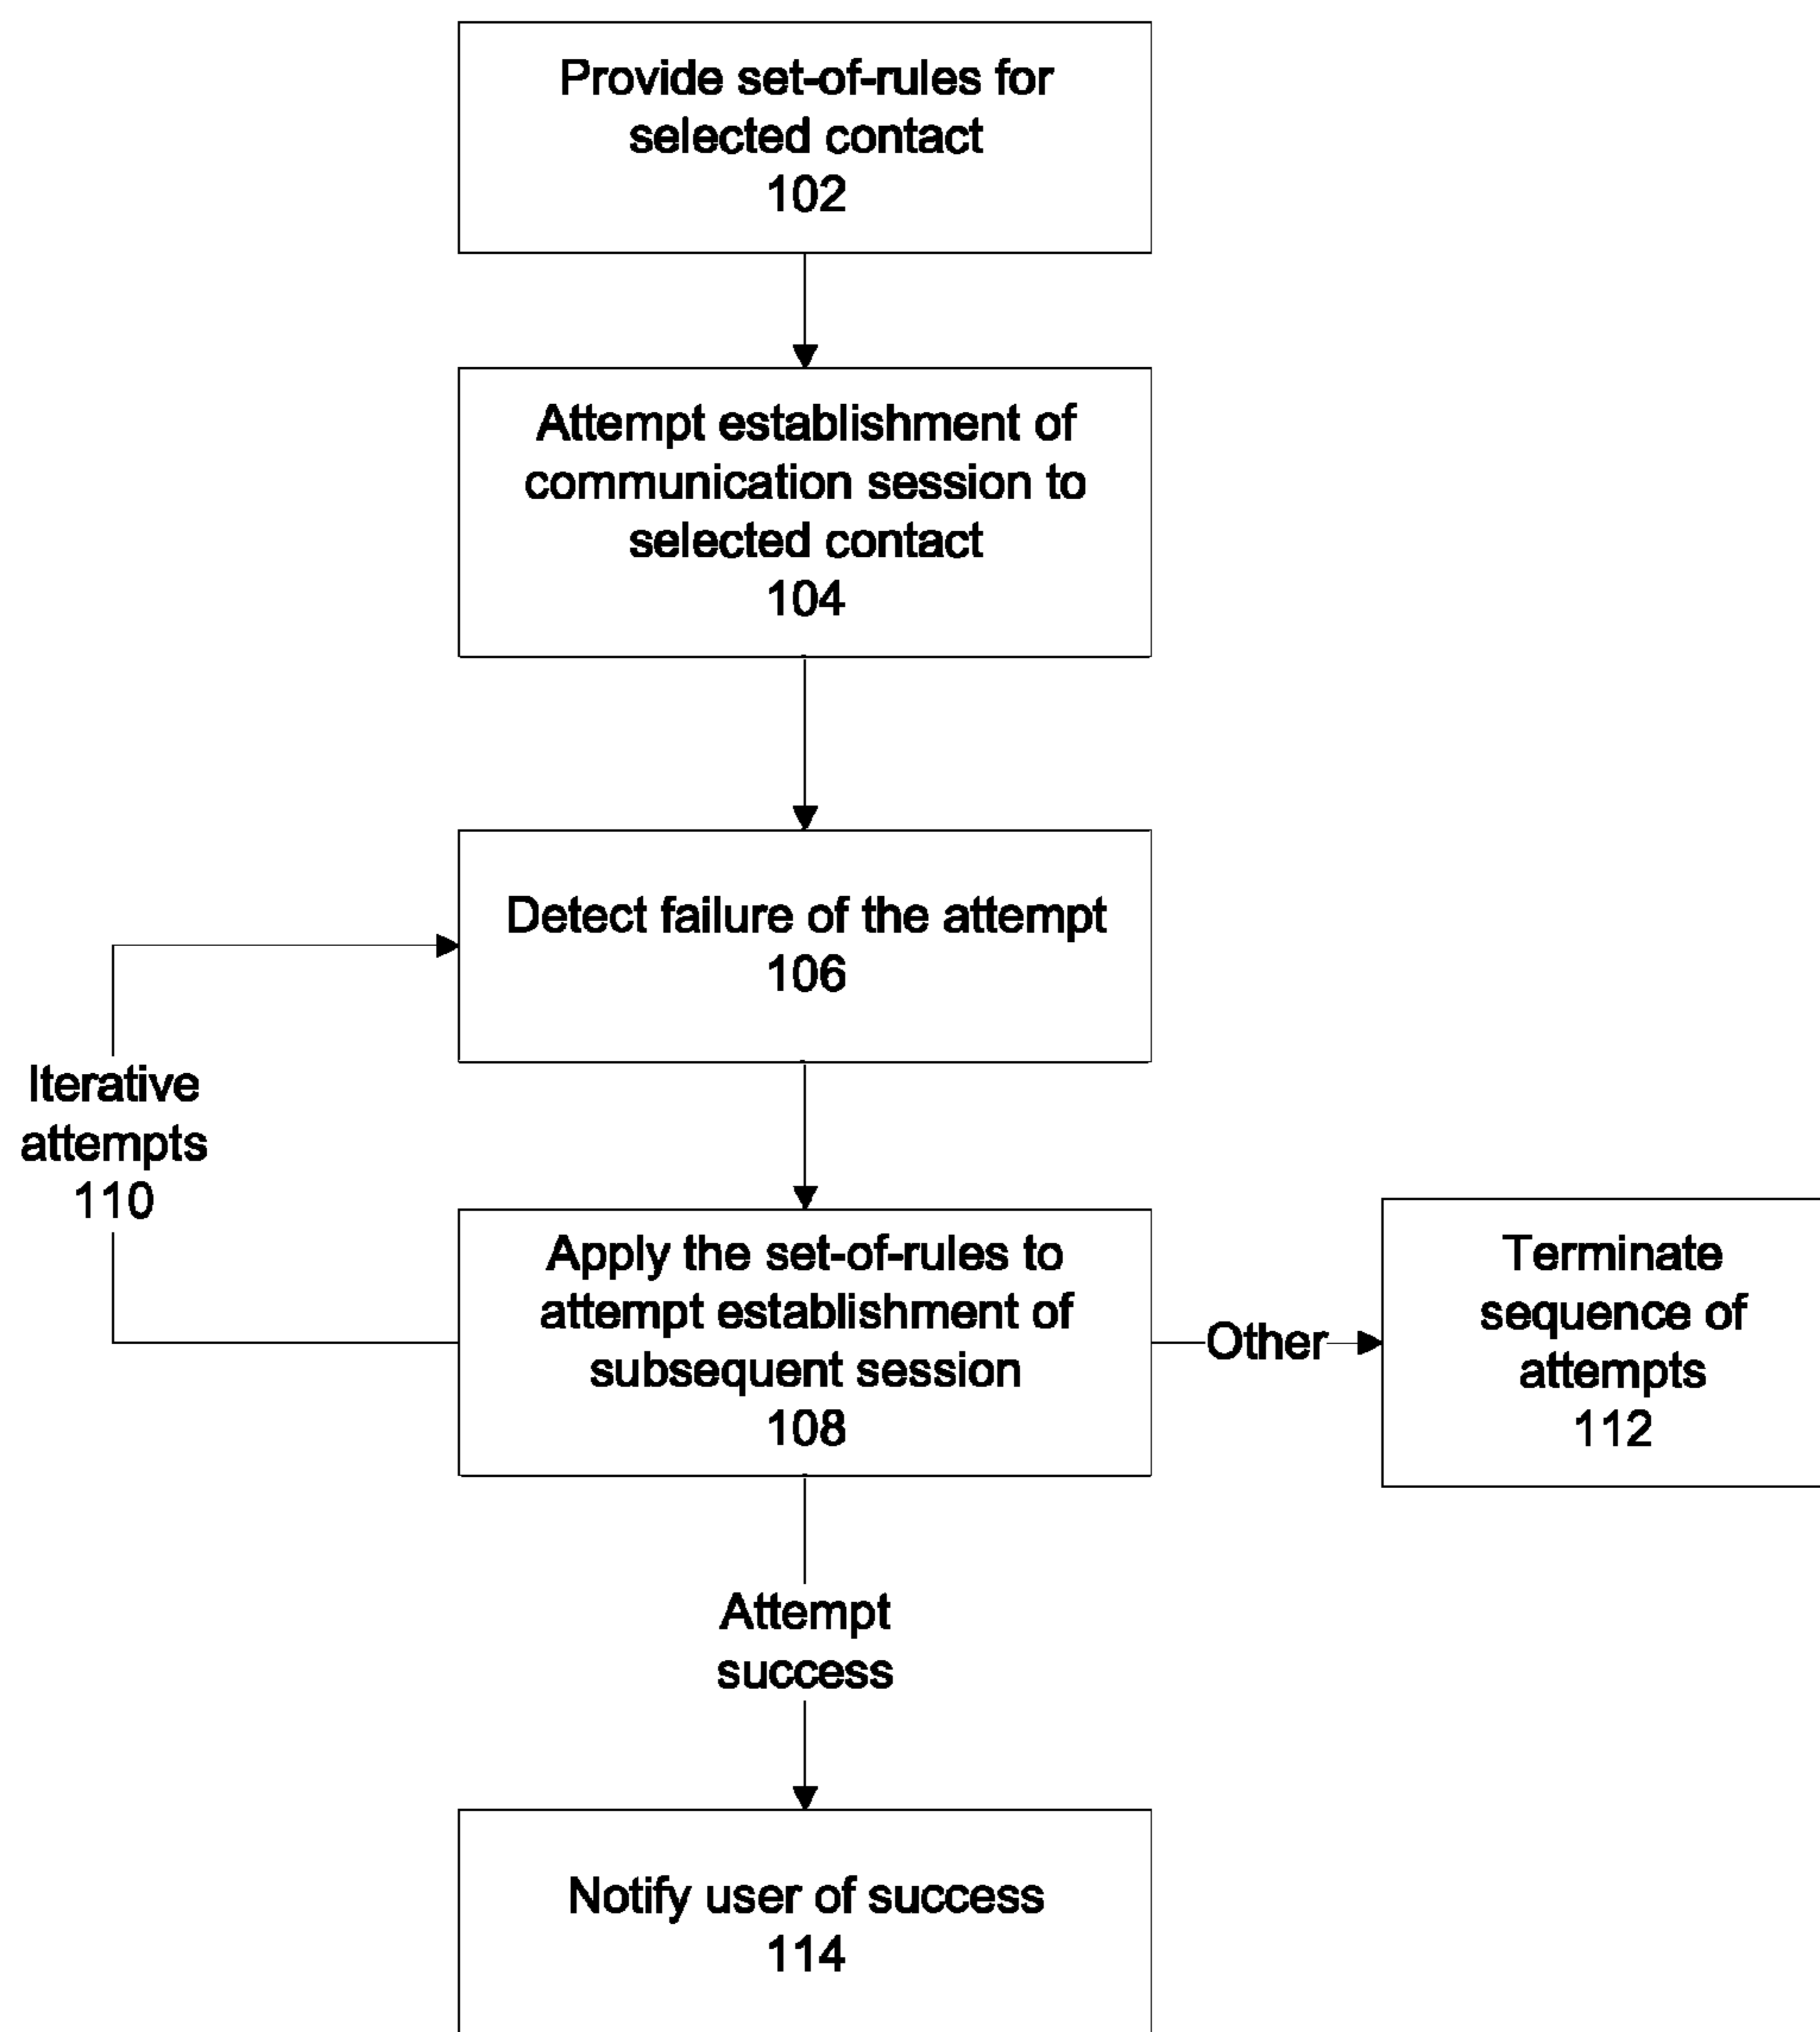 Provide set-of-rules for
selected contact
102
Attempt establishment of
communication session to
selected contact
104
Detect failure of the attempt
106
Iterative
attempts
110
Apply the set-of-rules to
attempt establishment of
subsequent session
108
Other
Terminate
sequence of
attempts
112
Attempt
success
Notify user of success
114